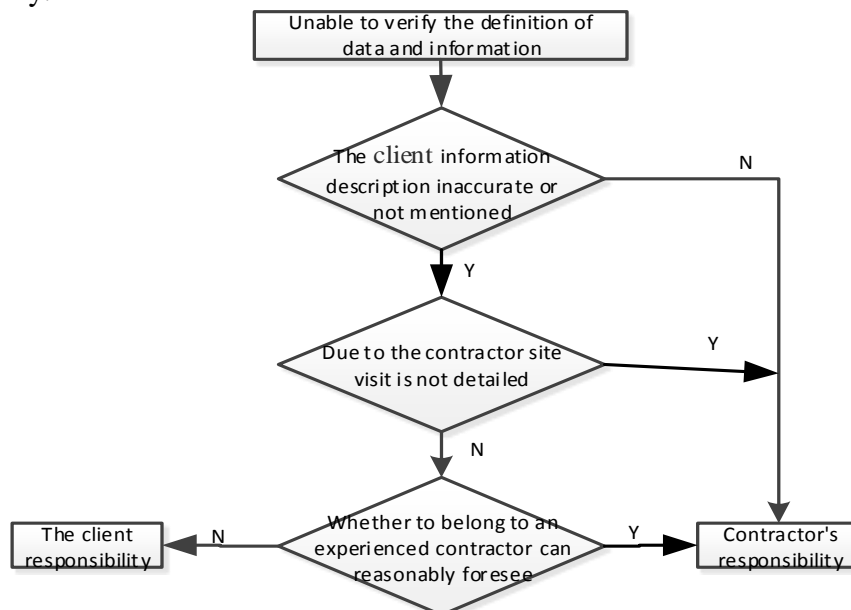 y.
Unable to verify the definition of
data and information
The client information
description inaccurate or
not mentioned
N
Y
Due to the contractor site
visit is not detailed
Y
N
Whether to belong to an
experienced contractor can
reasonably foresee
The client
responsibility
N
Y
Contractor's
responsibility